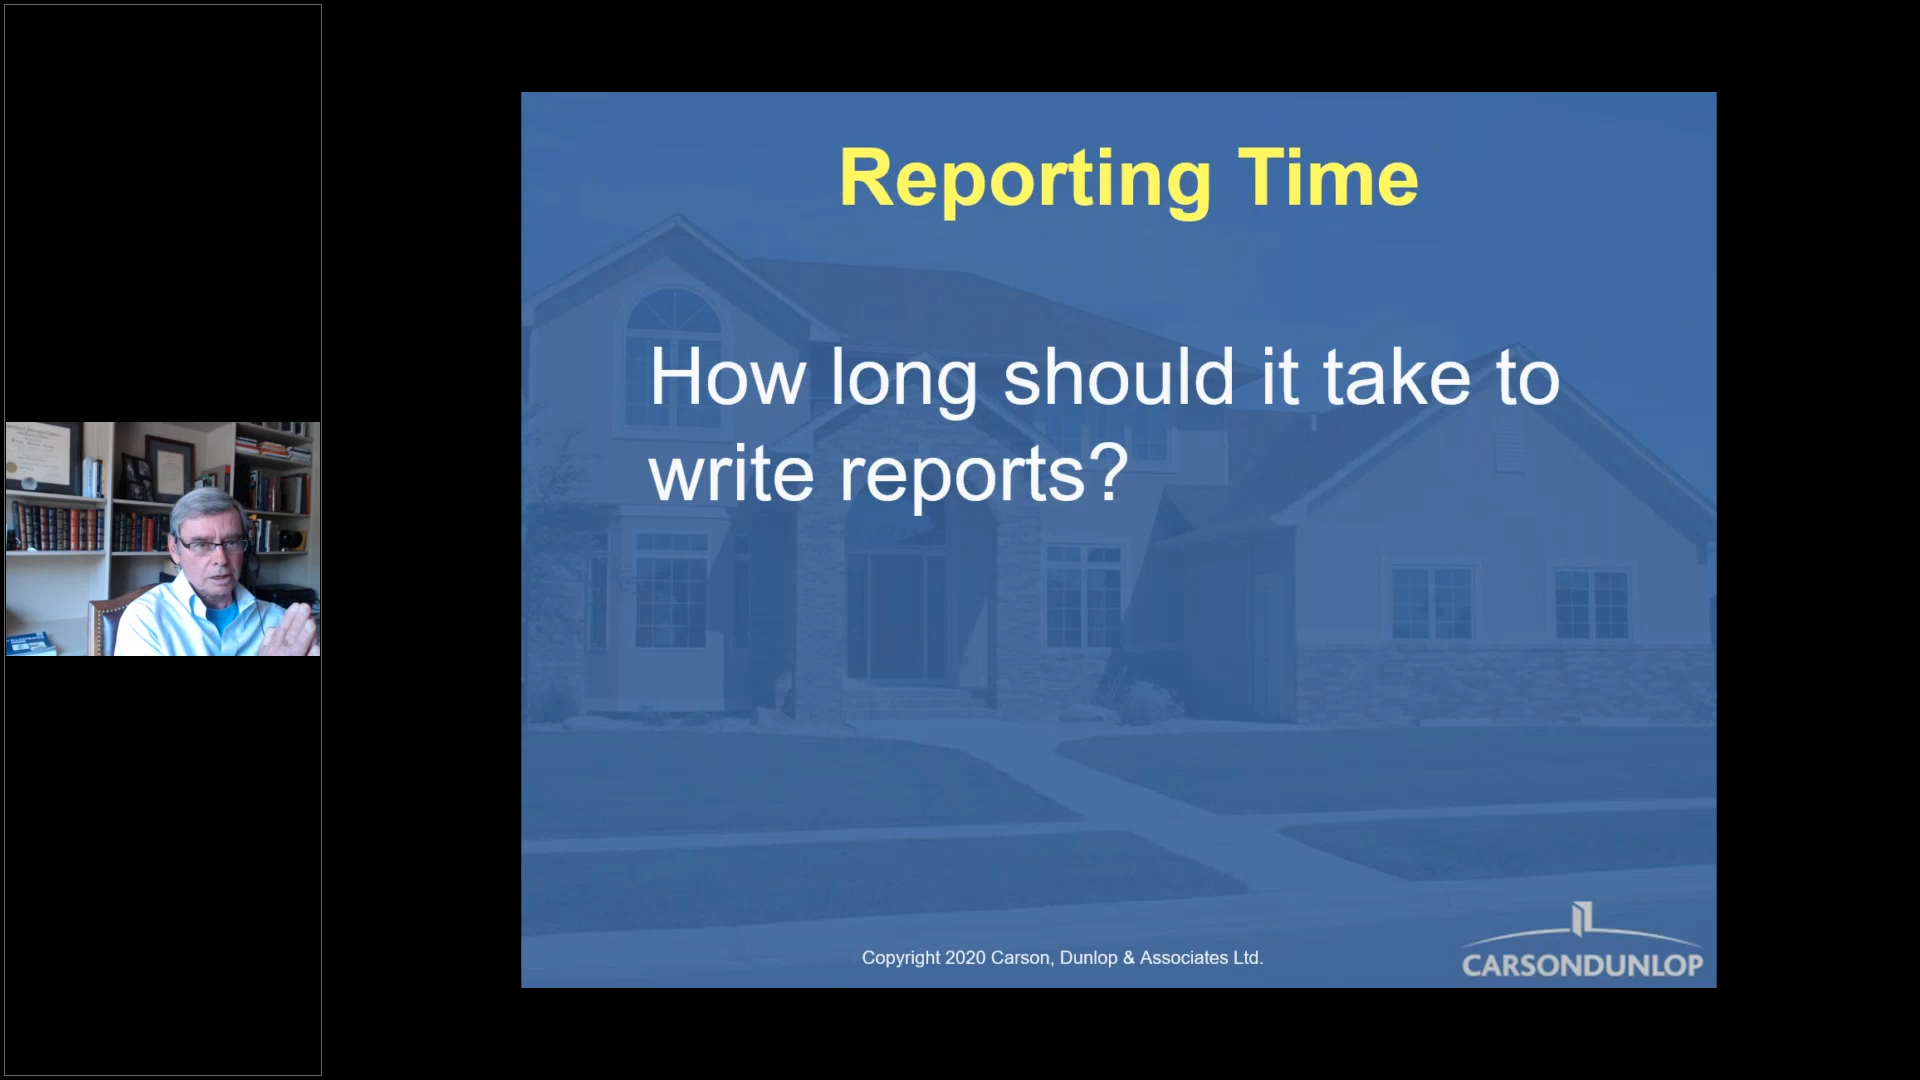 Reporting Time
How long should it take to
write reports?
Copyright 2020 Carson, Dunlop & Associates Ltd.
CARSONDUNLOP